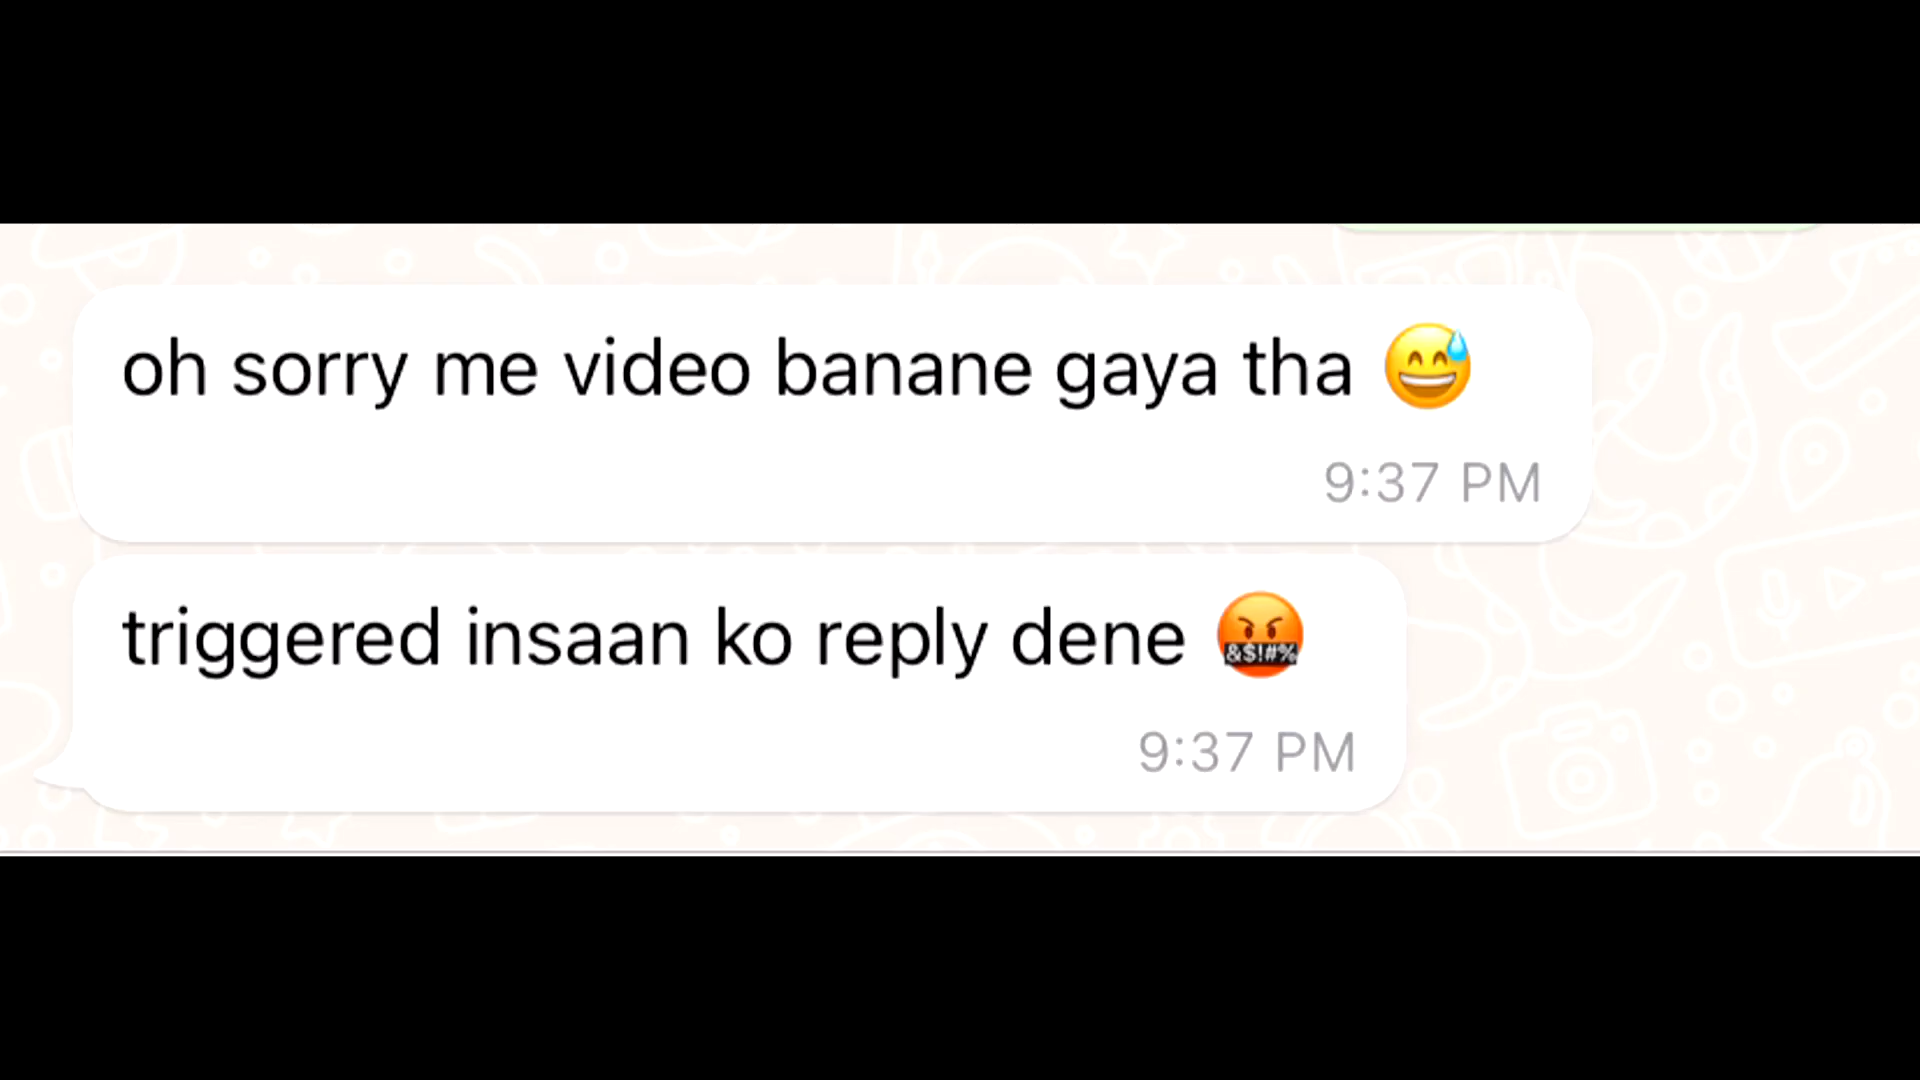 oh sorry me video banane gaya tha 😅
9:37 PM
triggered insaan ko reply dene 🤬
9:37 PM